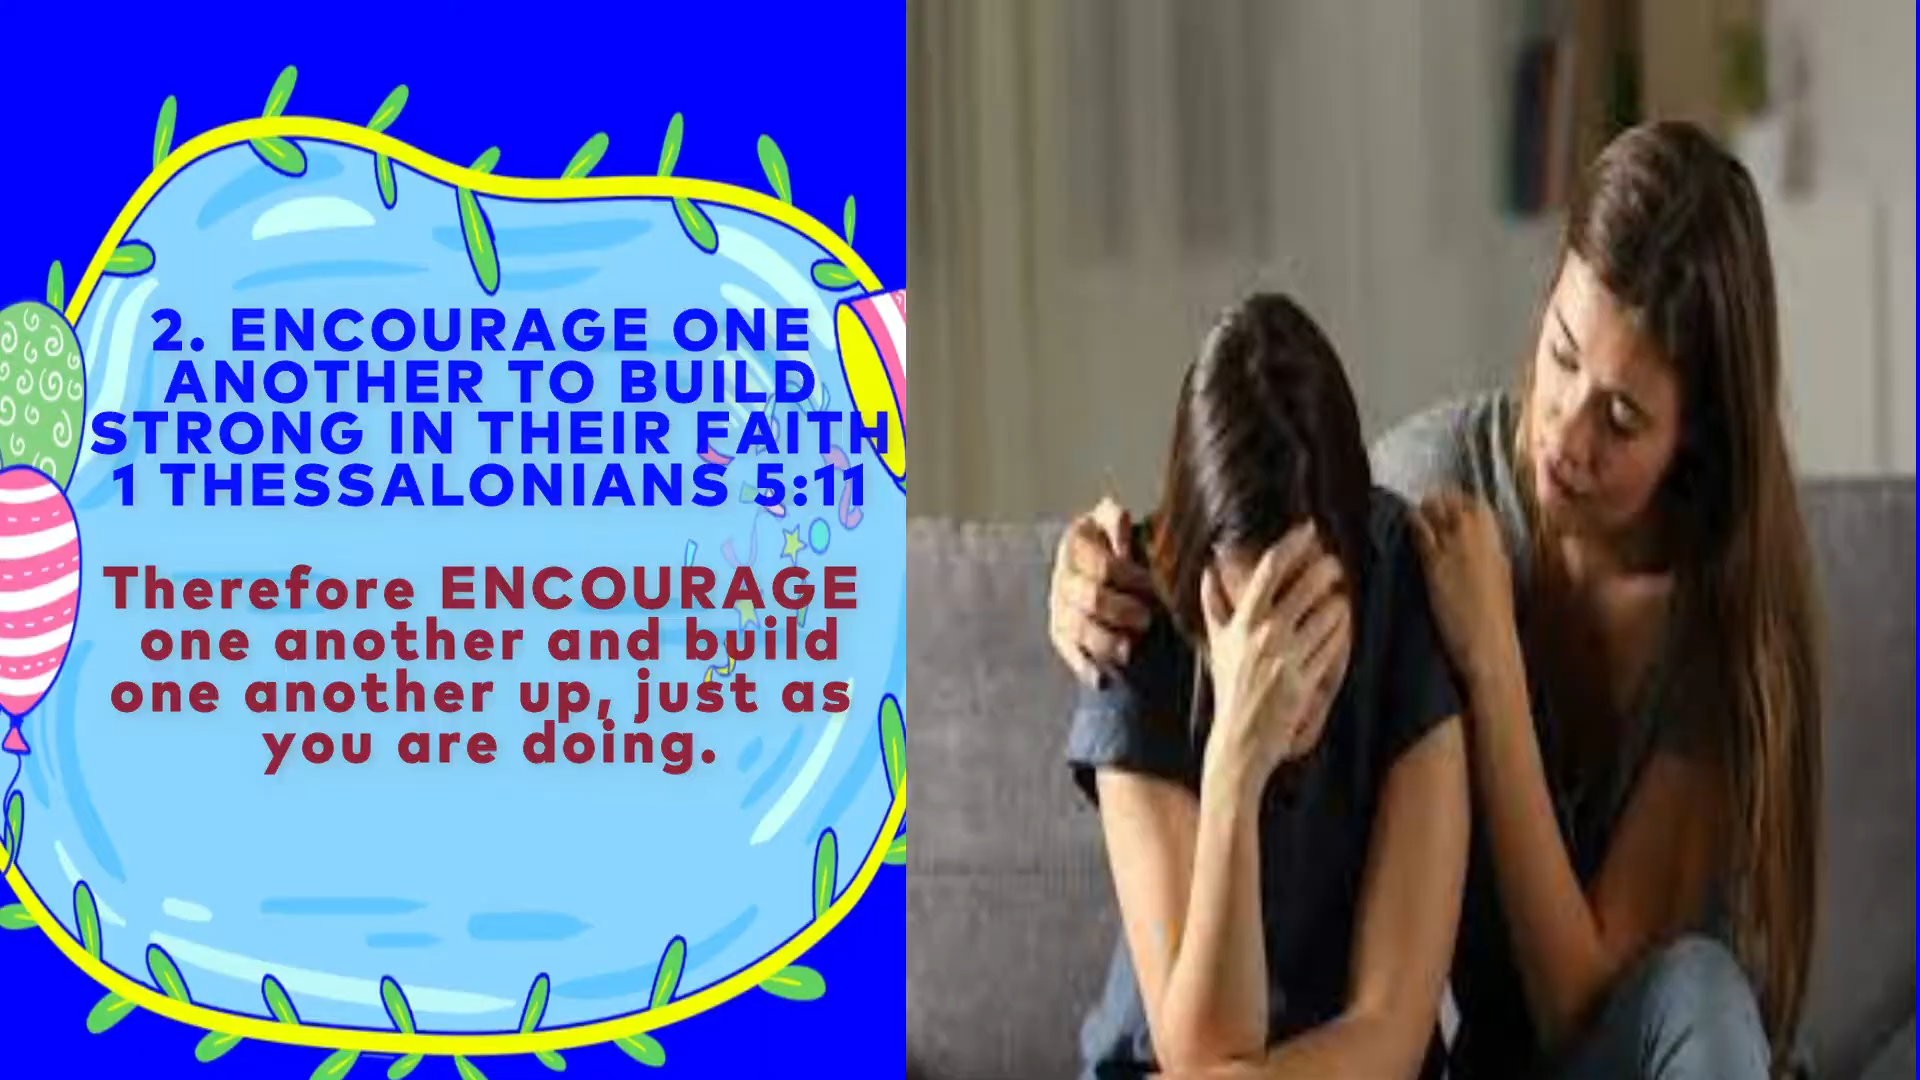 2. ENCOURAGE ONE
ANOTHER TO BUILD
STRONG IN THEIR FAITH
1 THESSALONIANS 5:11
Therefore ENCOURAGE
one another and build
one another up, just as
you are doing.